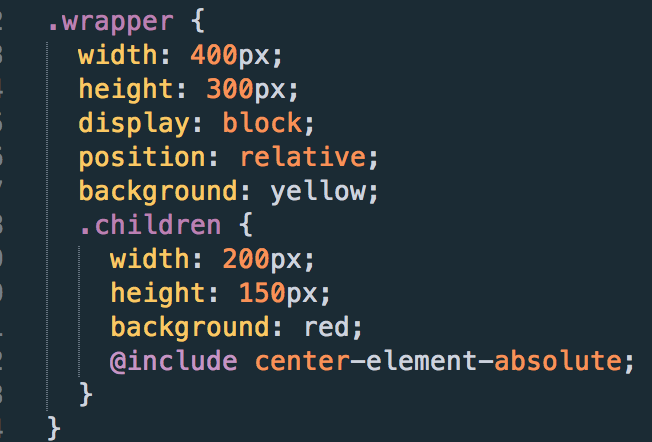 .wrapper {
width: 400px;
height: 300px;
display: block;
position: relative;
background: yellow;
.children {
width: 200px;
height: 150px;
background: red;
@include center-element-absolute;
}
}